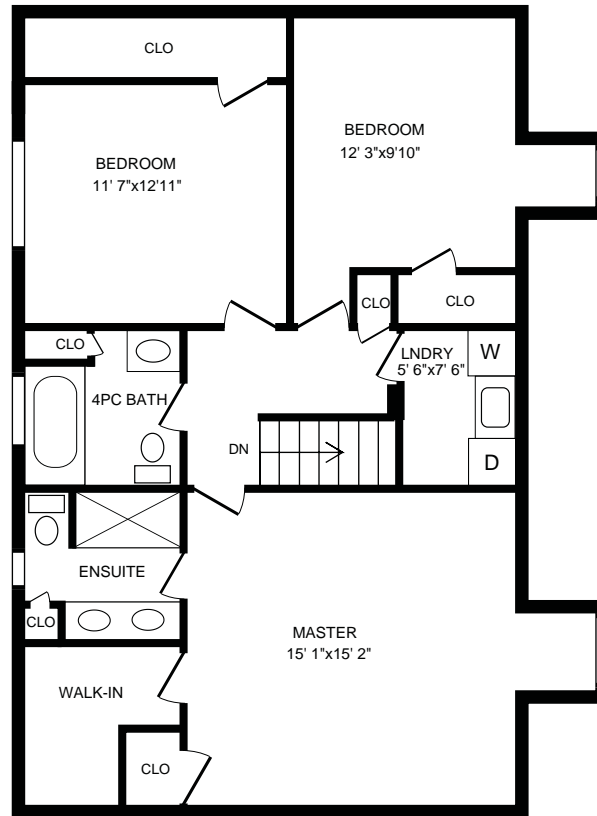 CLO
BEDROOM
12' 3"x9'10"
BEDROOM
11' 7"x12'11"
CLO
CLO
CLO
LNDRY
5' 6"x7' 6"
W
4PC BATH
DN
D
ENSUITE
CLO
MASTER
15' 1"x15' 2"
WALK-IN
CLO